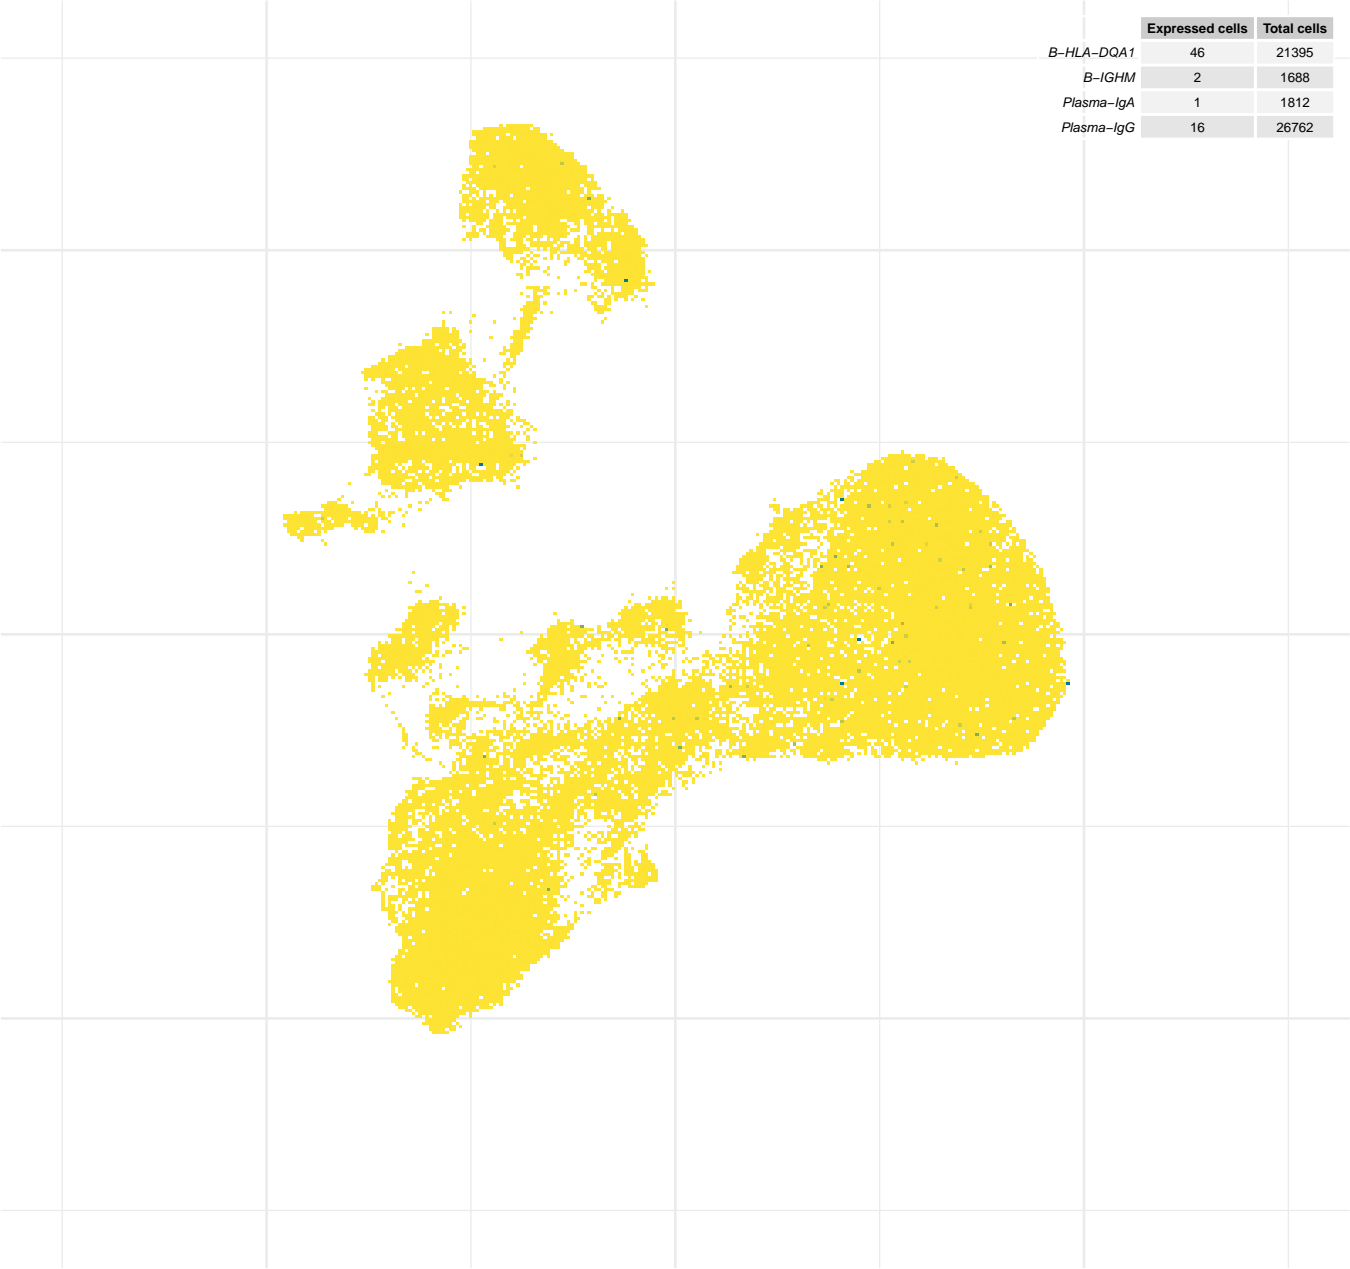 Expressed cells Total cells
B−HLA−DQA1 46 21395
B−IGHM 2 1688
Plasma−IgA 1 1812
Plasma−IgG 16 26762